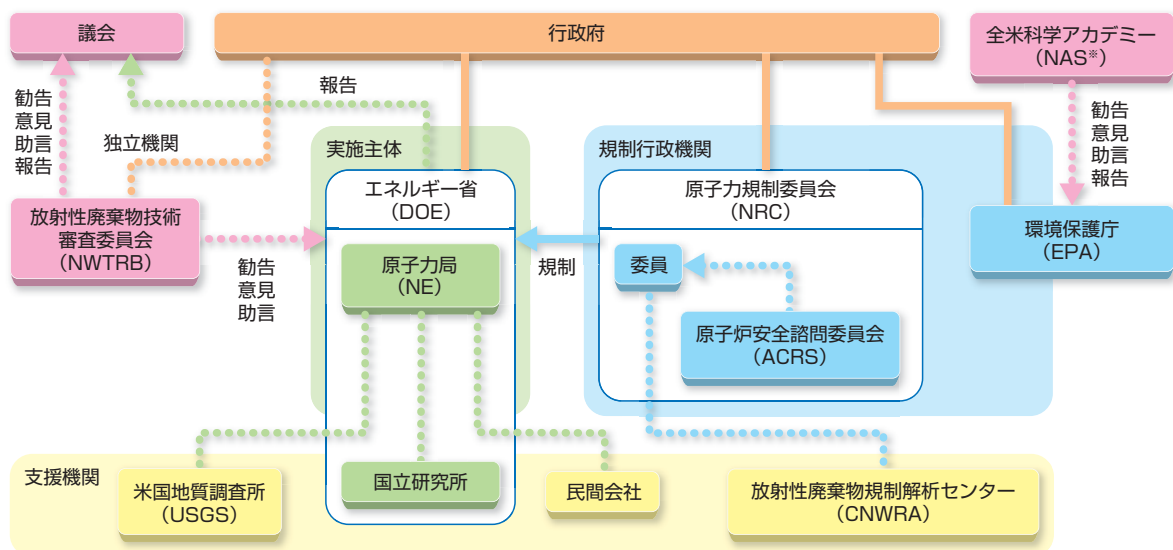 議会
行政府
全米科学アカデミー
(NAS※)
報告
勧告
意見
助言
報告
独立機関
勧告
意見
助言
報告
実施主体
規制行政機関
エネルギー省
(DOE)
原子力規制委員会
(NRC)
放射性廃棄物技術
審査委員会
(NWTRB)
環境保護庁
(EPA)
勧告
意見
助言
原子力局
(NE)
規制
委員
原子炉安全諮問委員会
(ACRS)
支援機関
米国地質調査所
(USGS)
国立研究所
民間会社
放射性廃棄物規制解析センター
(CNWRA)